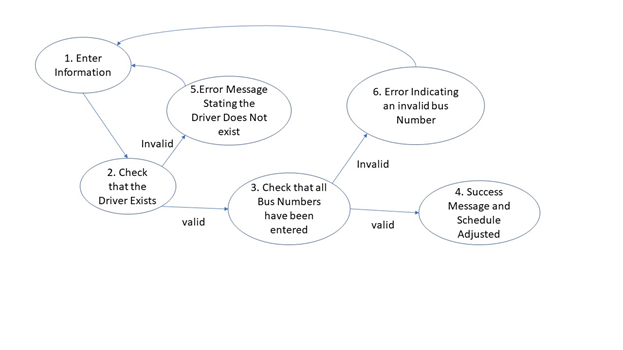 1. Enter
Information
5.Error Message
Stating the
Driver Does Not
exist
6. Error Indicating
an invalid bus
Number
Invalid
2. Check
that the
Driver Exists
Invalid
3. Check that all
Bus Numbers
have been
entered
4. Success
Message and
Schedule
Adjusted
valid
valid